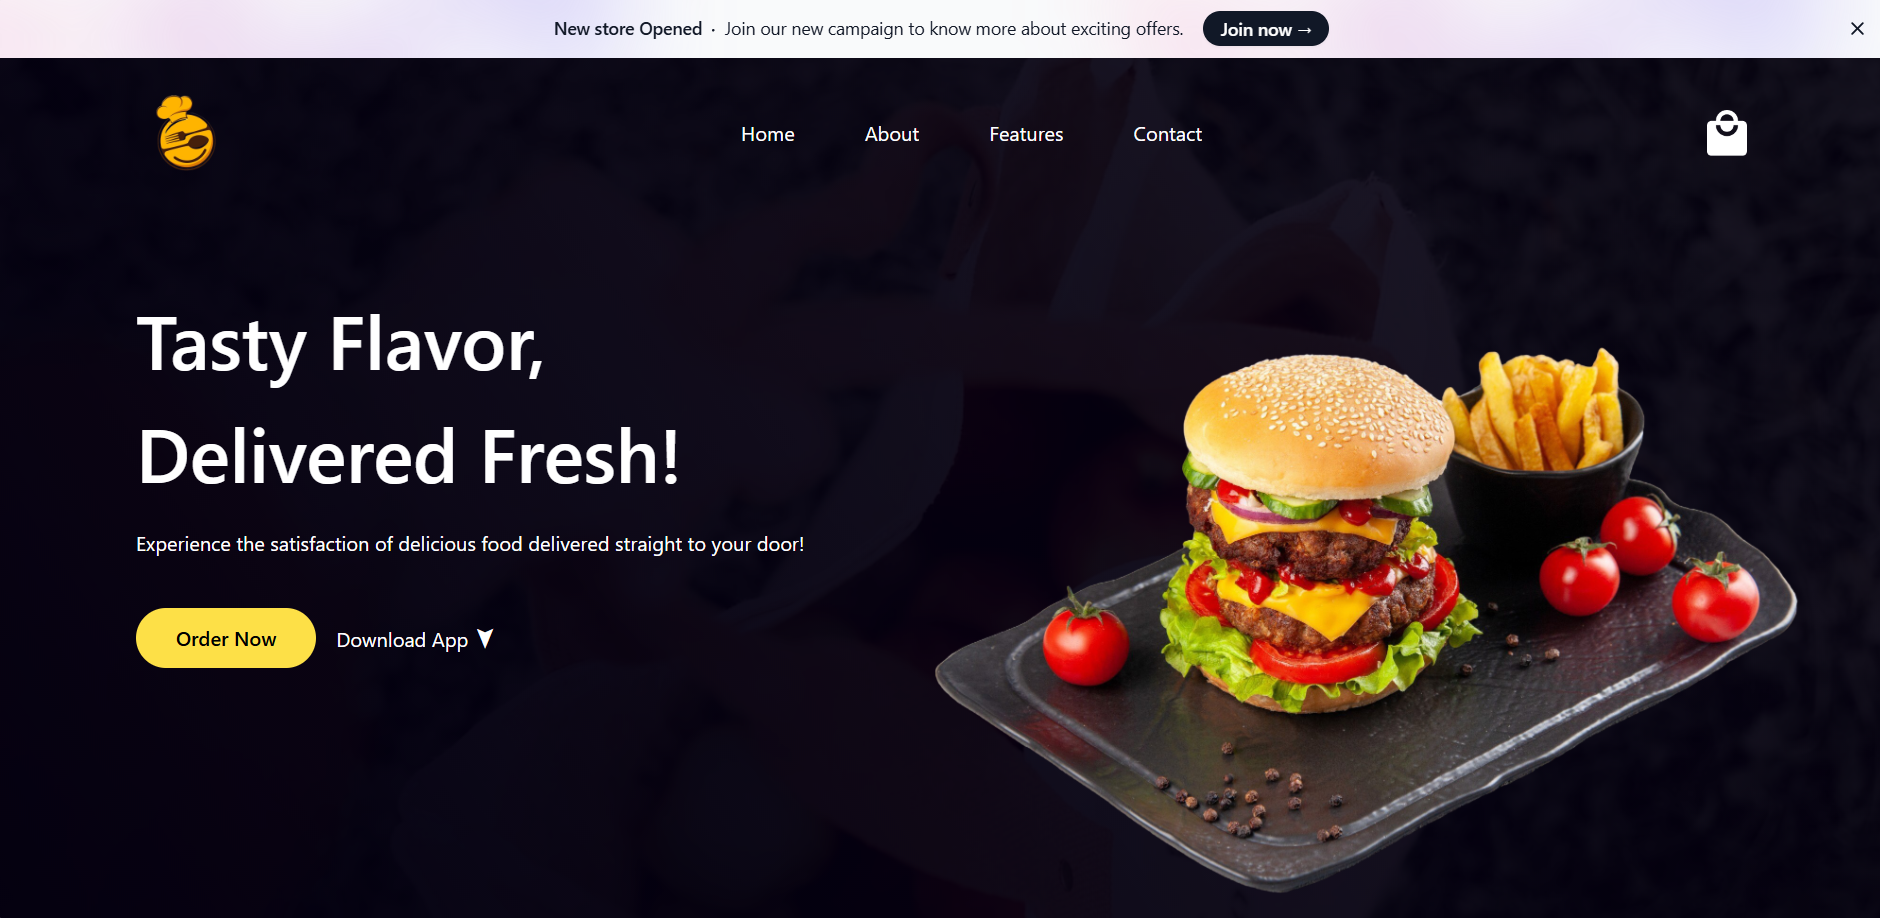 New store Opened · Join our new campaign to know more about exciting offers. Join now →
Home About Features Contact
Tasty Flavor,
Delivered Fresh!
Experience the satisfaction of delicious food delivered straight to your door!
Order Now Download App